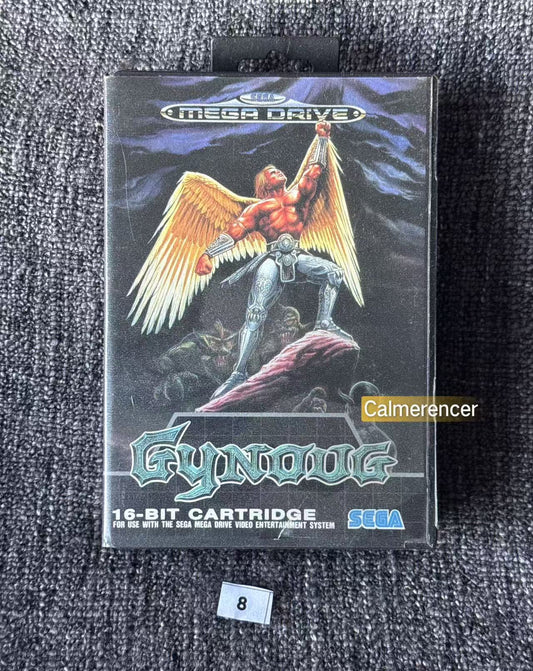 SEGA
MEGA DRIVE
Calmerencer
GYNOUG
16-BIT CARTRIDGE
FOR USE WITH THE SEGA MEGA DRIVE VIDEO ENTERTAINMENT SYSTEM
SEGA
8